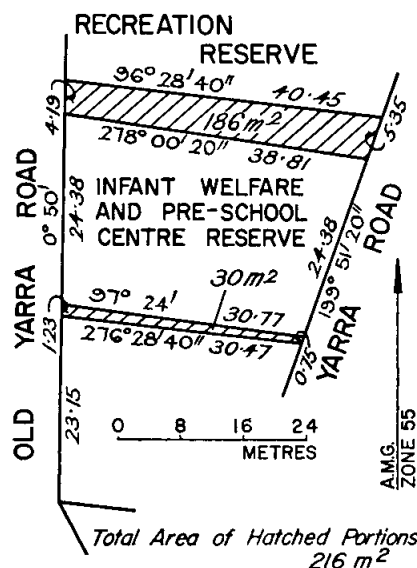 RECREATION
RESERVE
96° 28' 40"
40·45
4·19
5·35
186m²
278° 00' 20"
38·81
INFANT WELFARE
AND PRE-SCHOOL
CENTRE RESERVE
OLD YARRA ROAD
0° 50'
24·38
24·38
199° 51' 20"
YARRA ROAD
30m²
97° 24'
30·77
276° 28' 40"
30·47
1·23
0·75
23·15
0 8 16 24
METRES
A.M.G.
ZONE 55
Total Area of Hatched Portions
216 m²